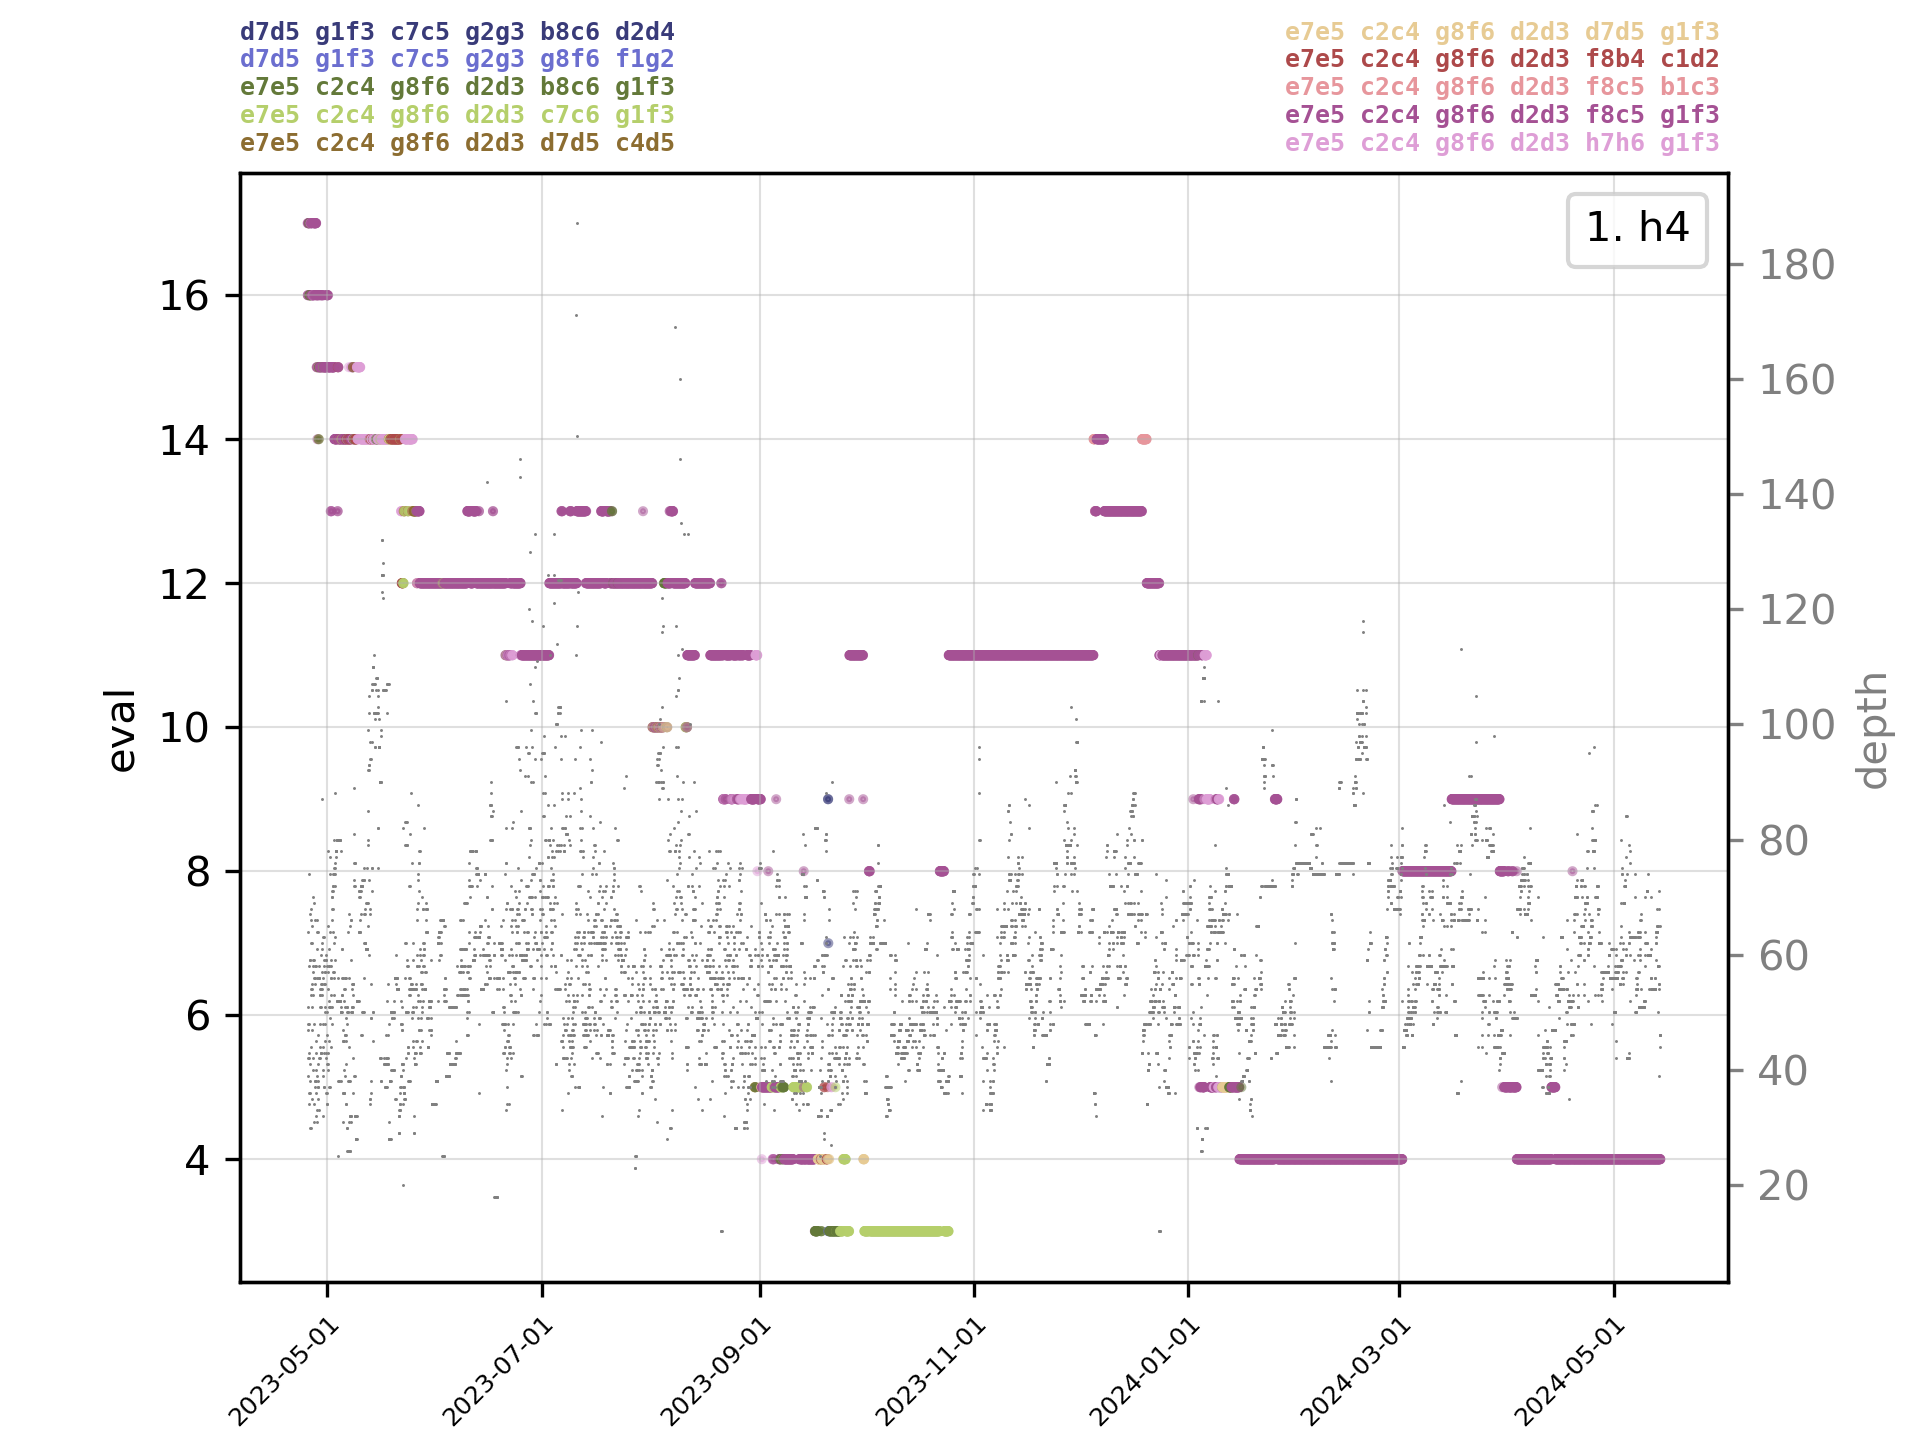 d7d5 g1f3 c7c5 g2g3 b8c6 d2d4
d7d5 g1f3 c7c5 g2g3 g8f6 f1g2
e7e5 c2c4 g8f6 d2d3 b8c6 g1f3
e7e5 c2c4 g8f6 d2d3 c7c6 g1f3
e7e5 c2c4 g8f6 d2d3 d7d5 c4d5
e7e5 c2c4 g8f6 d2d3 d7d5 g1f3
e7e5 c2c4 g8f6 d2d3 f8b4 c1d2
e7e5 c2c4 g8f6 d2d3 f8c5 b1c3
e7e5 c2c4 g8f6 d2d3 f8c5 g1f3
e7e5 c2c4 g8f6 d2d3 h7h6 g1f3
1. h4
eval
16
14
12
10
8
6
4
depth
180
160
140
120
100
80
60
40
20
2023-05-01
2023-07-01
2023-09-01
2023-11-01
2024-01-01
2024-03-01
2024-05-01